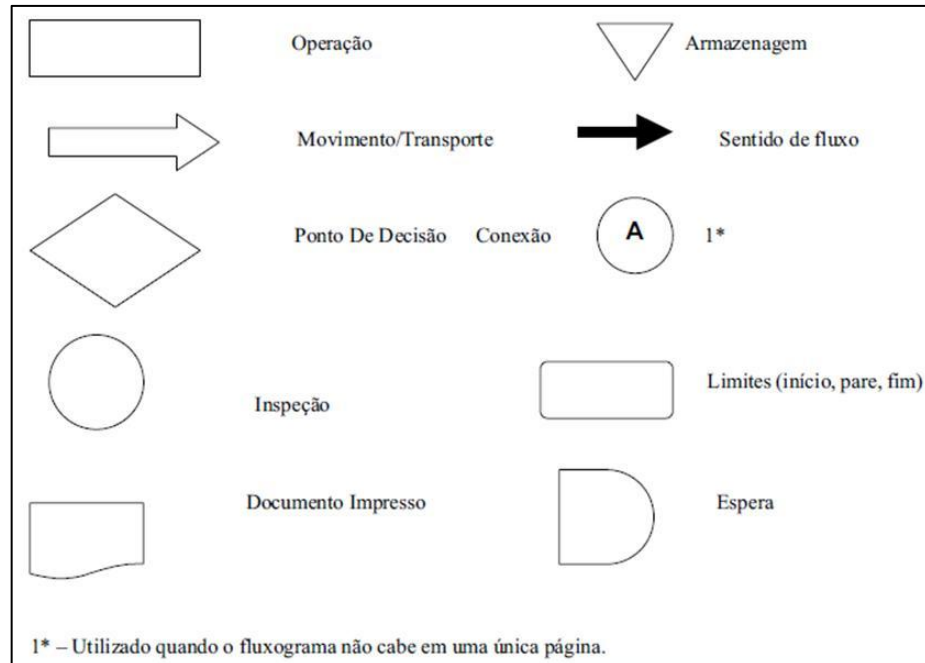 Operação
Armazenagem
Movimento/Transporte
Sentido de fluxo
Ponto De Decisão
Conexão
A
1*
Inspeção
Limites (início, pare, fim)
Documento Impresso
Espera
1* – Utilizado quando o fluxograma não cabe em uma única página.